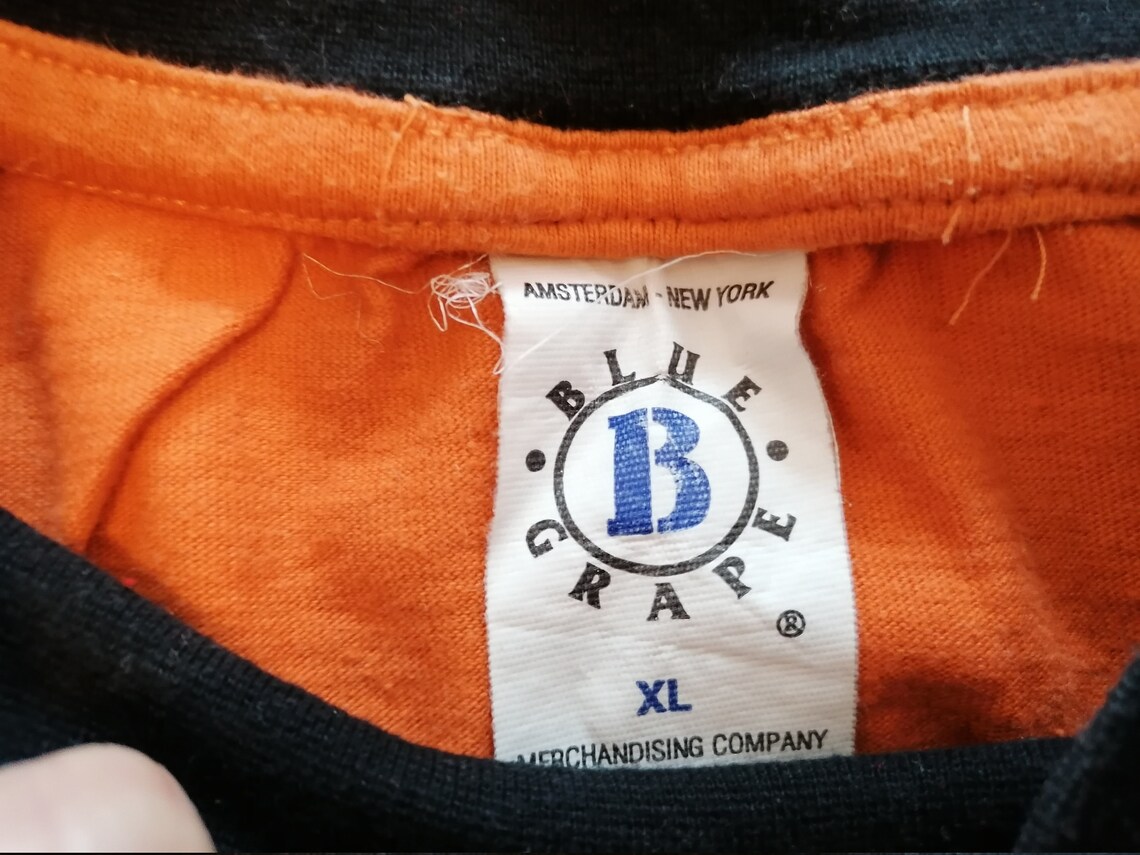 AMSTERDAM - NEW YORK
BLUE
B
GRAPE
®
XL
MERCHANDISING COMPANY